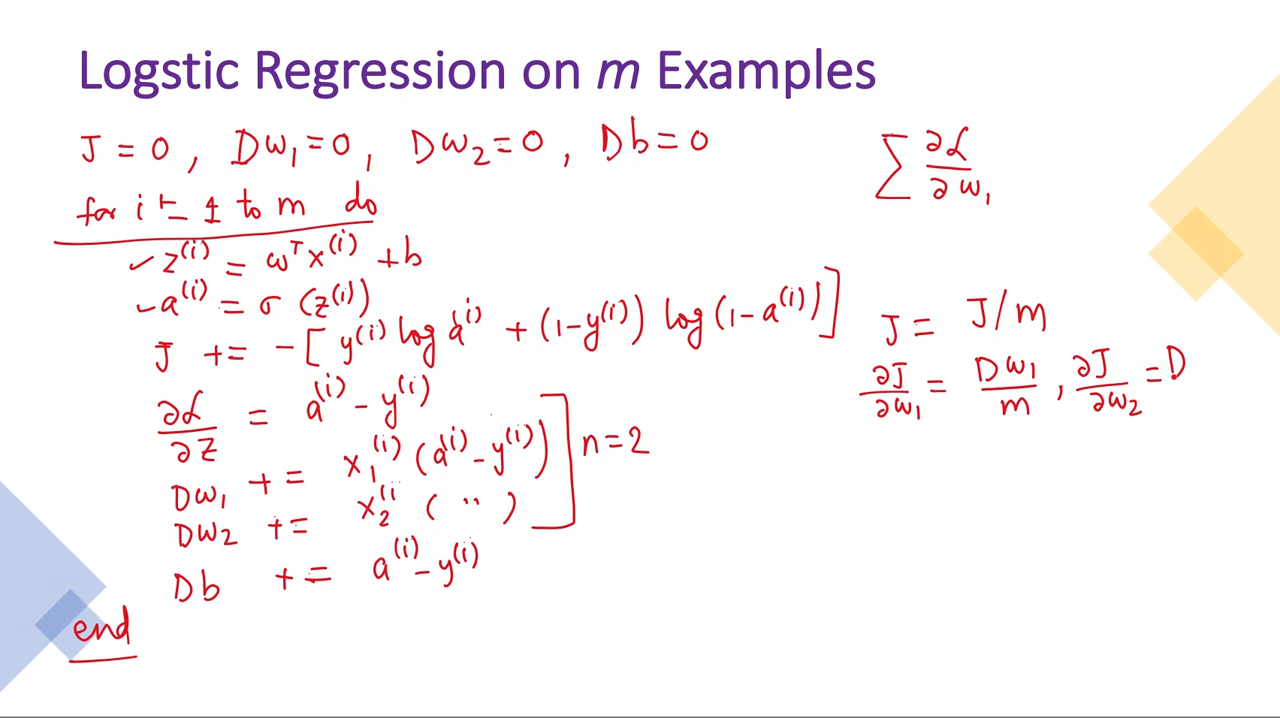 Logstic Regression on m Examples
J = 0 , Dw₁ = 0 , Dw₂ = 0 , Db = 0
∑ ∂ℒ/∂w₁
for i ← 1 to m do
✓ z⁽ⁱ⁾ = ωᵀx⁽ⁱ⁾ + b
✓ a⁽ⁱ⁾ = σ (z⁽ⁱ⁾)
J += -[ y⁽ⁱ⁾ log a⁽ⁱ⁾ + (1-y⁽ⁱ⁾) log (1-a⁽ⁱ⁾) ]
∂ℒ/∂Z = a⁽ⁱ⁾ - y⁽ⁱ⁾
Dw₁ += x₁⁽ⁱ⁾ (a⁽ⁱ⁾ - y⁽ⁱ⁾)
Dw₂ += x₂⁽ⁱ ( " )
] n = 2
Db += a⁽ⁱ⁾ - y⁽ⁱ⁾
end
J = J/m
∂J/∂w₁ = Dw₁/m , ∂J/∂w₂ = D